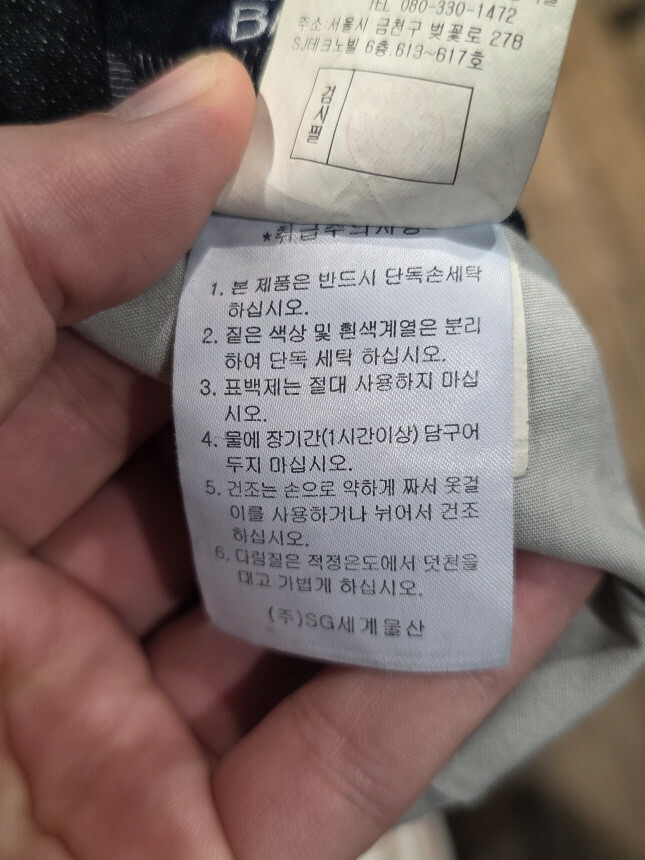 BA
TEL 080-330-1472
주소:서울시 금천구 벚꽃로 278
SJ테크노빌 6층.613~617호
검사필
*취급주의사항
1. 본 제품은 반드시 단독손세탁
하십시오.
2. 짙은 색상 및 흰색계열은 분리
하여 단독 세탁 하십시오.
3. 표백제는 절대 사용하지 마십
시오.
4. 물에 장기간(1시간이상) 담구어
두지 마십시오.
5. 건조는 손으로 약하게 짜서 옷걸
이를 사용하거나 뉘어서 건조
하십시오.
6. 다림질은 적정온도에서 덧천을
대고 가볍게 하십시오.
(주)SG세계물산